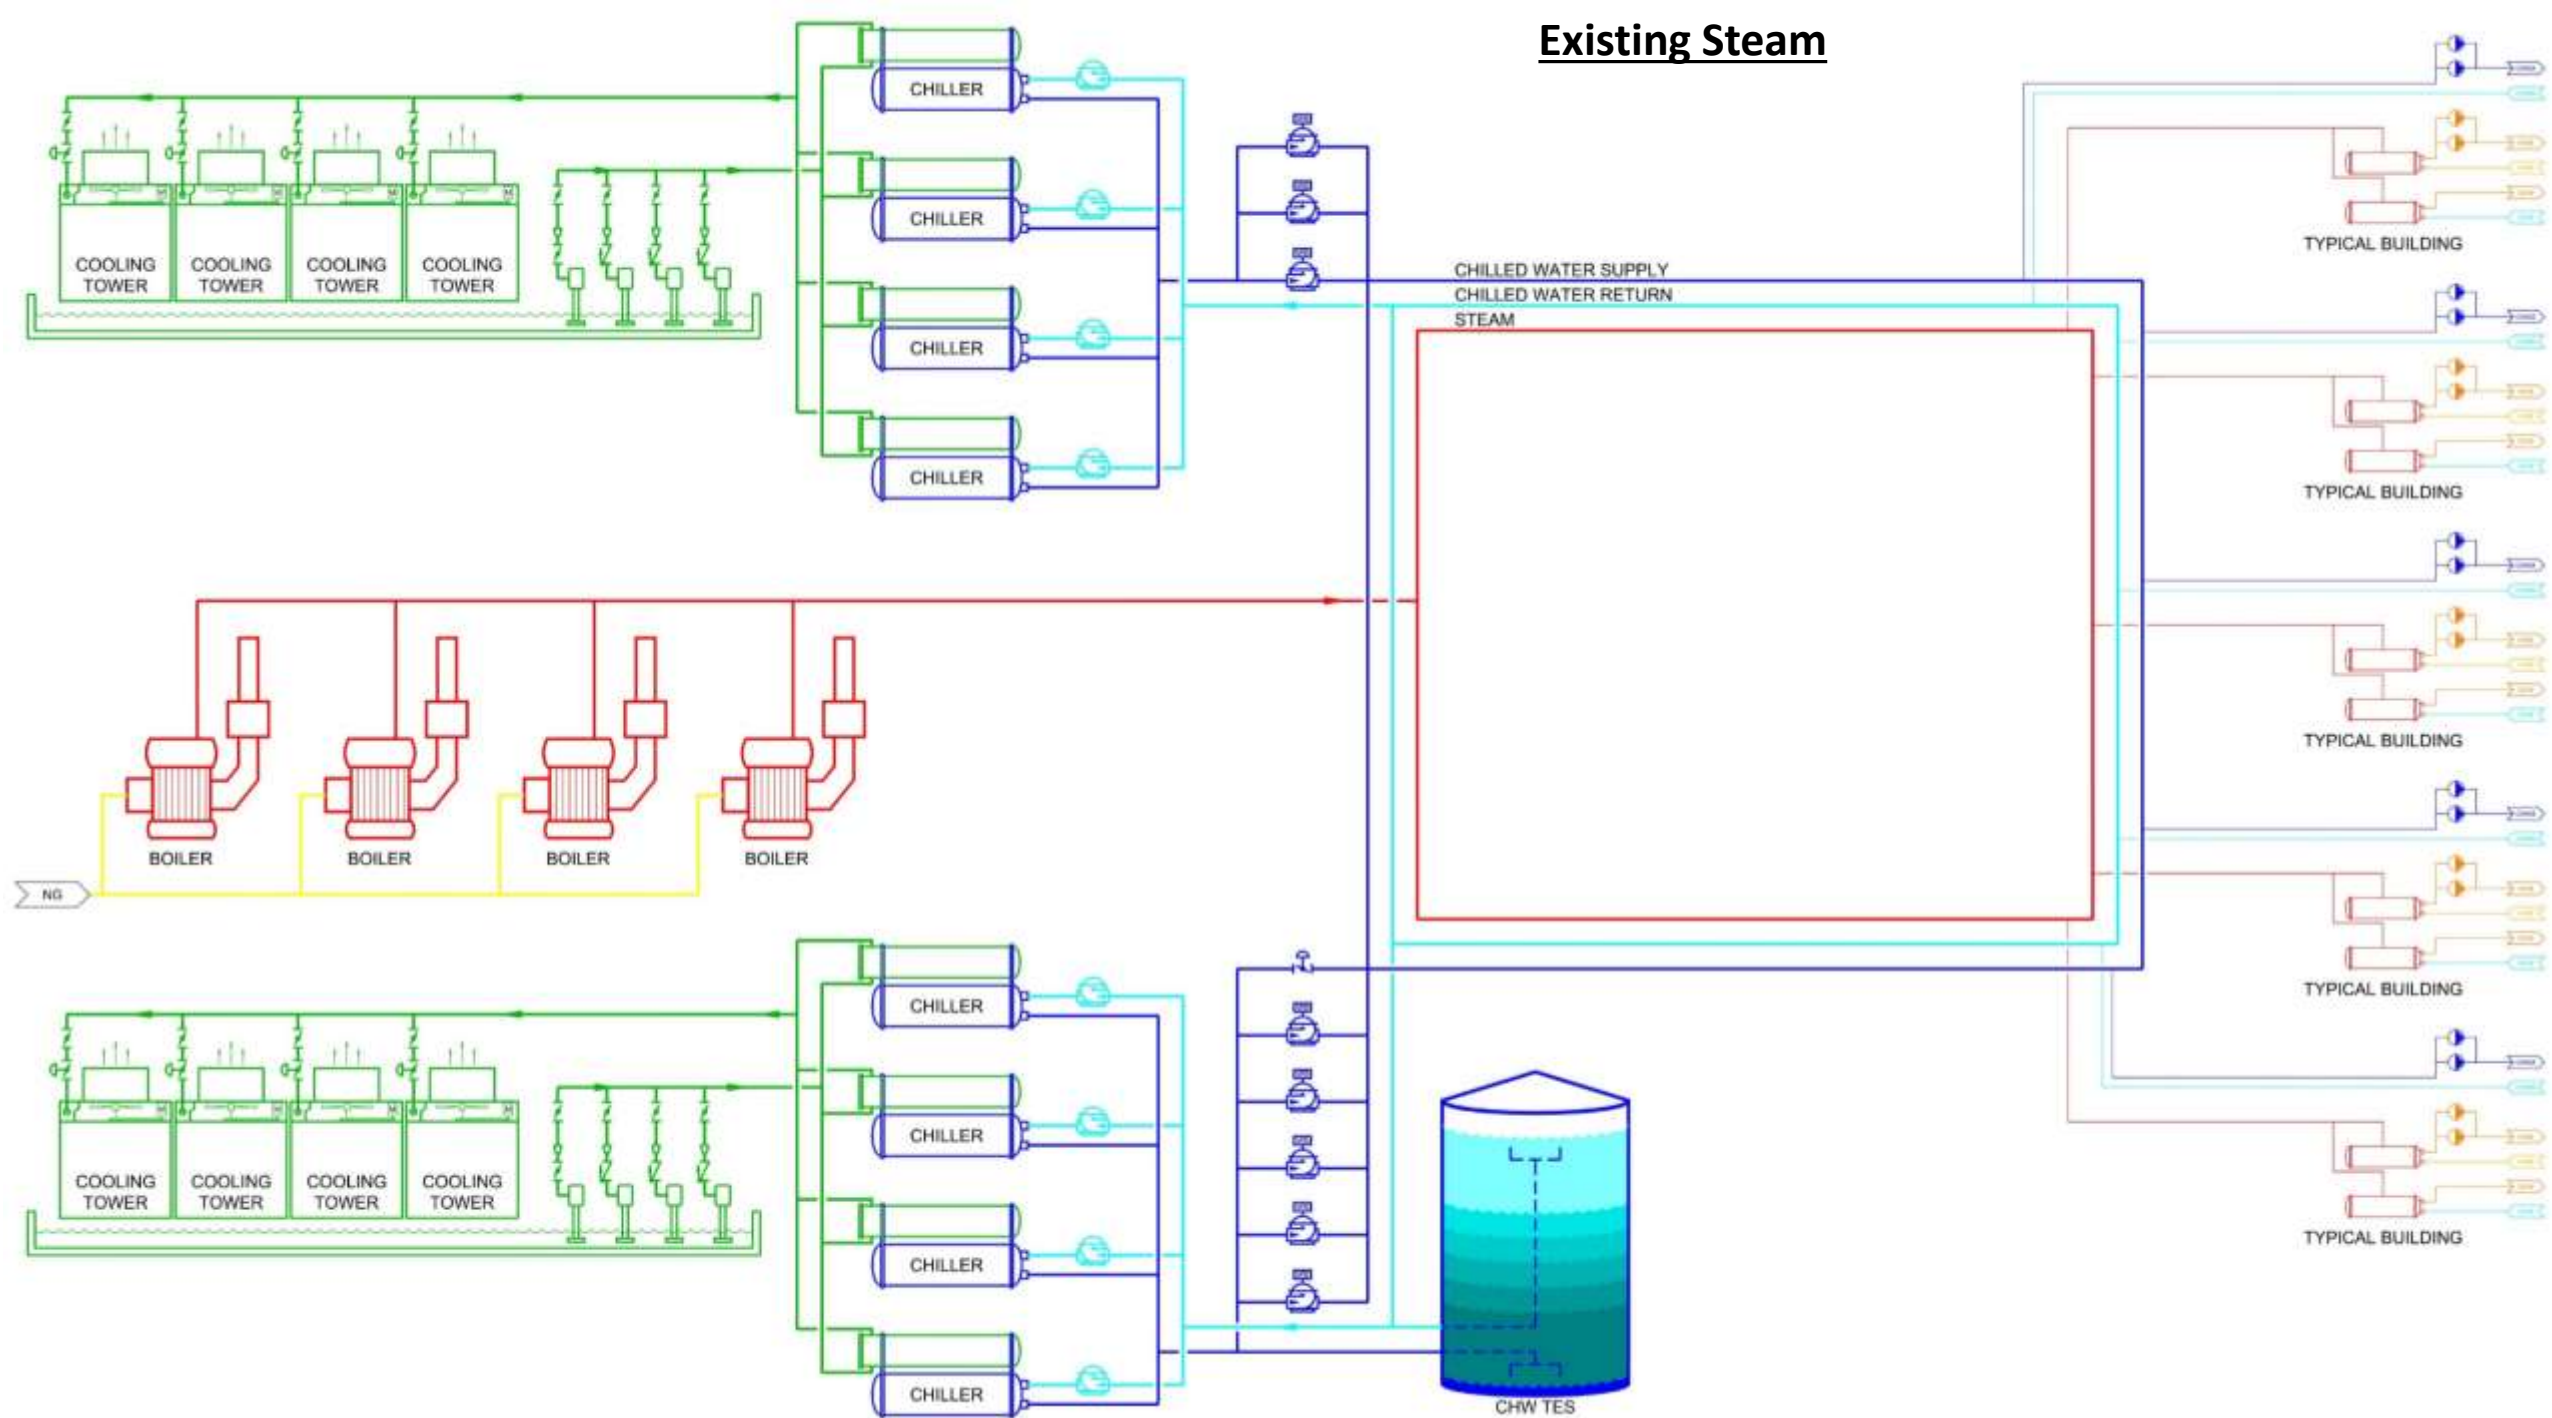 Existing Steam
CHILLER
CHILLER
CHILLER
CHILLER
COOLING
TOWER
COOLING
TOWER
COOLING
TOWER
COOLING
TOWER
CHILLED WATER SUPPLY
CHILLED WATER RETURN
STEAM
TYPICAL BUILDING
TYPICAL BUILDING
TYPICAL BUILDING
TYPICAL BUILDING
TYPICAL BUILDING
BOILER
BOILER
BOILER
BOILER
NG
CHILLER
CHILLER
CHILLER
CHILLER
COOLING
TOWER
COOLING
TOWER
COOLING
TOWER
COOLING
TOWER
CHW TES